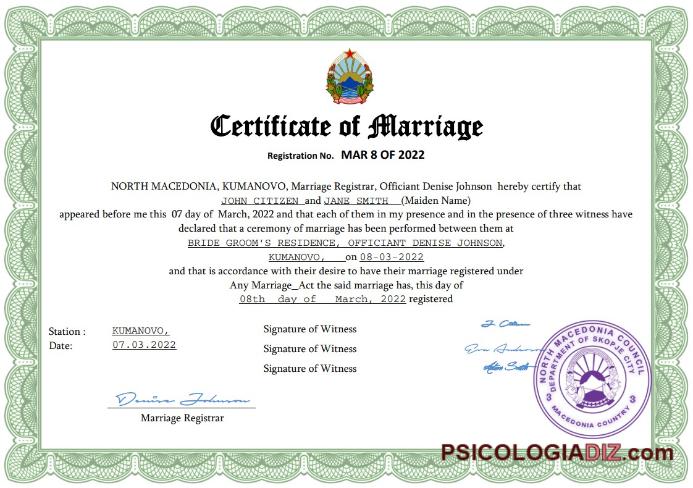 Certificate of Marriage
Registration No. MAR 8 OF 2022
NORTH MACEDONIA, KUMANOVO, Marriage Registrar, Officiant Denise Johnson hereby certify that
JOHN CITIZEN and JANE SMITH (Maiden Name)
appeared before me this 07 day of March, 2022 and that each of them in my presence and in the presence of three witness have
declared that a ceremony of marriage has been performed between them at
BRIDE GROOM'S RESIDENCE, OFFICIANT DENISE JOHNSON,
KUMANOVO, on 08-03-2022
and that is accordance with their desire to have their marriage registered under
Any Marriage_Act the said marriage has, this day of
08th day of March, 2022 registered
Station : KUMANOVO,
Date: 07.03.2022
Signature of Witness
Signature of Witness
Signature of Witness
Denise Johnson
Marriage Registrar
NORTH MACEDONIA COUNCIL
DEPARTMENT OF SKOPJE CITY
3 MACEDONIA COUNTRY 3
PSICOLOGIADIZ.com